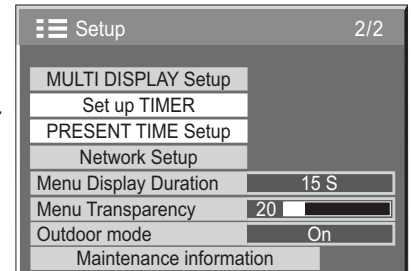 Setup 2/2
MULTI DISPLAY Setup
Set up TIMER
PRESENT TIME Setup
Network Setup
Menu Display Duration 15 S
Menu Transparency 20
Outdoor mode On
Maintenance information